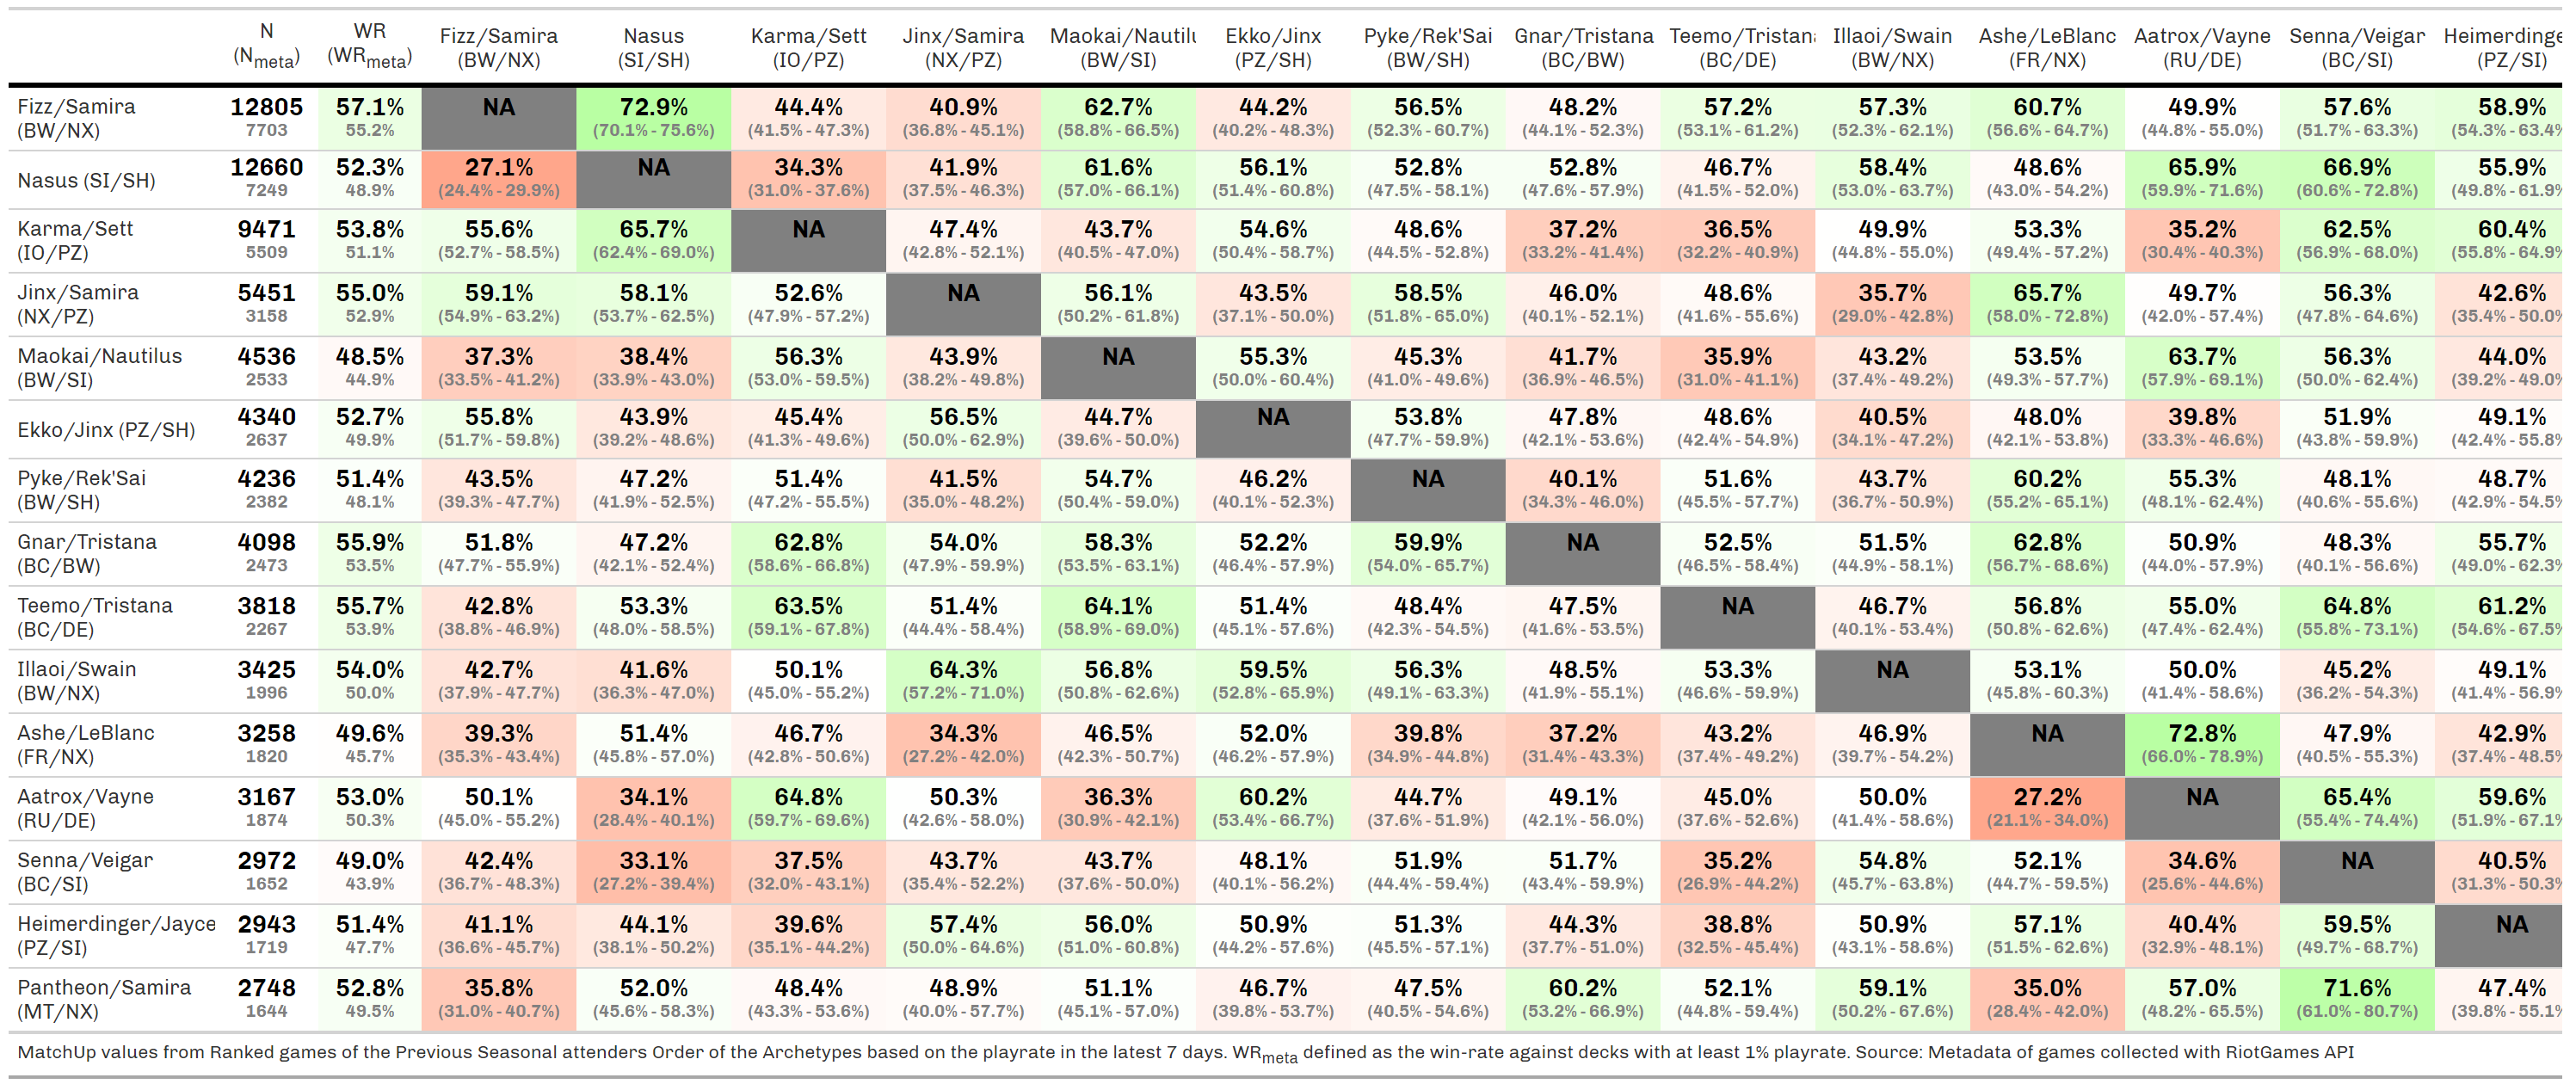 N WR Fizz/Samira Nasus Karma/Sett Jinx/Samira Maokai/Nautilu Ekko/Jinx Pyke/Rek'Sai Gnar/Tristana Teemo/Tristan Illaoi/Swain Ashe/LeBlanc Aatrox/Vayne Senna/Veigar Heimerdinge
(Nmeta) (WRmeta) (BW/NX) (SI/SH) (IO/PZ) (NX/PZ) (BW/SI) (PZ/SH) (BW/SH) (BC/BW) (BC/DE) (BW/NX) (FR/NX) (RU/DE) (BC/SI) (PZ/SI)
Fizz/Samira 12805 57.1% NA 72.9% 44.4% 40.9% 62.7% 44.2% 56.5% 48.2% 57.2% 57.3% 60.7% 49.9% 57.6% 58.9%
(BW/NX) 7703 55.2% (70.1% - 75.6%) (41.5% - 47.3%) (36.8% - 45.1%) (58.8% - 66.5%) (40.2% - 48.3%) (52.3% - 60.7%) (44.1% - 52.3%) (53.1% - 61.2%) (52.3% - 62.1%) (56.6% - 64.7%) (44.8% - 55.0%) (51.7% - 63.3%) (54.3% - 63.4%
Nasus (SI/SH) 12660 52.3% 27.1% NA 34.3% 41.9% 61.6% 56.1% 52.8% 52.8% 46.7% 58.4% 48.6% 65.9% 66.9% 55.9%
7249 48.9% (24.4% - 29.9%) (31.0% - 37.6%) (37.5% - 46.3%) (57.0% - 66.1%) (51.4% - 60.8%) (47.5% - 58.1%) (47.6% - 57.9%) (41.5% - 52.0%) (53.0% - 63.7%) (43.0% - 54.2%) (59.9% - 71.6%) (60.6% - 72.8%) (49.8% - 61.9%
Karma/Sett 9471 53.8% 55.6% 65.7% NA 47.4% 43.7% 54.6% 48.6% 37.2% 36.5% 49.9% 53.3% 35.2% 62.5% 60.4%
(IO/PZ) 5509 51.1% (52.7% - 58.5%) (62.4% - 69.0%) (42.8% - 52.1%) (40.5% - 47.0%) (50.4% - 58.7%) (44.5% - 52.8%) (33.2% - 41.4%) (32.2% - 40.9%) (44.8% - 55.0%) (49.4% - 57.2%) (30.4% - 40.3%) (56.9% - 68.0%) (55.8% - 64.9%
Jinx/Samira 5451 55.0% 59.1% 58.1% 52.6% NA 56.1% 43.5% 58.5% 46.0% 48.6% 35.7% 65.7% 49.7% 56.3% 42.6%
(NX/PZ) 3158 52.9% (54.9% - 63.2%) (53.7% - 62.5%) (47.9% - 57.2%) (50.2% - 61.8%) (37.1% - 50.0%) (51.8% - 65.0%) (40.1% - 52.1%) (41.6% - 55.6%) (29.0% - 42.8%) (58.0% - 72.8%) (42.0% - 57.4%) (47.8% - 64.6%) (35.4% - 50.0%
Maokai/Nautilus 4536 48.5% 37.3% 38.4% 56.3% 43.9% NA 55.3% 45.3% 41.7% 35.9% 43.2% 53.5% 63.7% 56.3% 44.0%
(BW/SI) 2533 44.9% (33.5% - 41.2%) (33.9% - 43.0%) (53.0% - 59.5%) (38.2% - 49.8%) (50.0% - 60.4%) (41.0% - 49.6%) (36.9% - 46.5%) (31.0% - 41.1%) (37.4% - 49.2%) (49.3% - 57.7%) (57.9% - 69.1%) (50.0% - 62.4%) (39.2% - 49.0%
Ekko/Jinx (PZ/SH) 4340 52.7% 55.8% 43.9% 45.4% 56.5% 44.7% NA 53.8% 47.8% 48.6% 40.5% 48.0% 39.8% 51.9% 49.1%
2637 49.9% (51.7% - 59.8%) (39.2% - 48.6%) (41.3% - 49.6%) (50.0% - 62.9%) (39.6% - 50.0%) (47.7% - 59.9%) (42.1% - 53.6%) (42.4% - 54.9%) (34.1% - 47.2%) (42.1% - 53.8%) (33.3% - 46.6%) (43.8% - 59.9%) (42.4% - 55.8%
Pyke/Rek'Sai 4236 51.4% 43.5% 47.2% 51.4% 41.5% 54.7% 46.2% NA 40.1% 51.6% 43.7% 60.2% 55.3% 48.1% 48.7%
(BW/SH) 2382 48.1% (39.3% - 47.7%) (41.9% - 52.5%) (47.2% - 55.5%) (35.0% - 48.2%) (50.4% - 59.0%) (40.1% - 52.3%) (34.3% - 46.0%) (45.5% - 57.7%) (36.7% - 50.9%) (55.2% - 65.1%) (48.1% - 62.4%) (40.6% - 55.6%) (42.9% - 54.5%
Gnar/Tristana 4098 55.9% 51.8% 47.2% 62.8% 54.0% 58.3% 52.2% 59.9% NA 52.5% 51.5% 62.8% 50.9% 48.3% 55.7%
(BC/BW) 2473 53.5% (47.7% - 55.9%) (42.1% - 52.4%) (58.6% - 66.8%) (47.9% - 59.9%) (53.5% - 63.1%) (46.4% - 57.9%) (54.0% - 65.7%) (46.5% - 58.4%) (44.9% - 58.1%) (56.7% - 68.6%) (44.0% - 57.9%) (40.1% - 56.6%) (49.0% - 62.3%
Teemo/Tristana 3818 55.7% 42.8% 53.3% 63.5% 51.4% 64.1% 51.4% 48.4% 47.5% NA 46.7% 56.8% 55.0% 64.8% 61.2%
(BC/DE) 2267 53.9% (38.8% - 46.9%) (48.0% - 58.5%) (59.1% - 67.8%) (44.4% - 58.4%) (58.9% - 69.0%) (45.1% - 57.6%) (42.3% - 54.5%) (41.6% - 53.5%) (40.1% - 53.4%) (50.8% - 62.6%) (47.4% - 62.4%) (55.8% - 73.1%) (54.6% - 67.5%
Illaoi/Swain 3425 54.0% 42.7% 41.6% 50.1% 64.3% 56.8% 59.5% 56.3% 48.5% 53.3% NA 53.1% 50.0% 45.2% 49.1%
(BW/NX) 1996 50.0% (37.9% - 47.7%) (36.3% - 47.0%) (45.0% - 55.2%) (57.2% - 71.0%) (50.8% - 62.6%) (52.8% - 65.9%) (49.1% - 63.3%) (41.9% - 55.1%) (46.6% - 59.9%) (45.8% - 60.3%) (41.4% - 58.6%) (36.2% - 54.3%) (41.4% - 56.9%
Ashe/LeBlanc 3258 49.6% 39.3% 51.4% 46.7% 34.3% 46.5% 52.0% 39.8% 37.2% 43.2% 46.9% NA 72.8% 47.9% 42.9%
(FR/NX) 1820 45.7% (35.3% - 43.4%) (45.8% - 57.0%) (42.8% - 50.6%) (27.2% - 42.0%) (42.3% - 50.7%) (46.2% - 57.9%) (34.9% - 44.8%) (31.4% - 43.3%) (37.4% - 49.2%) (39.7% - 54.2%) (66.0% - 78.9%) (40.5% - 55.3%) (37.4% - 48.5%
Aatrox/Vayne 3167 53.0% 50.1% 34.1% 64.8% 50.3% 36.3% 60.2% 44.7% 49.1% 45.0% 50.0% 27.2% NA 65.4% 59.6%
(RU/DE) 1874 50.3% (45.0% - 55.2%) (28.4% - 40.1%) (59.7% - 69.6%) (42.6% - 58.0%) (30.9% - 42.1%) (53.4% - 66.7%) (37.6% - 51.9%) (42.1% - 56.0%) (37.6% - 52.6%) (41.4% - 58.6%) (21.1% - 34.0%) (55.4% - 74.4%) (51.9% - 67.1%
Senna/Veigar 2972 49.0% 42.4% 33.1% 37.5% 43.7% 43.7% 48.1% 51.9% 51.7% 35.2% 54.8% 52.1% 34.6% NA 40.5%
(BC/SI) 1652 43.9% (36.7% - 48.3%) (27.2% - 39.4%) (32.0% - 43.1%) (35.4% - 52.2%) (37.6% - 50.0%) (40.1% - 56.2%) (44.4% - 59.4%) (43.4% - 59.9%) (26.9% - 44.2%) (45.7% - 63.8%) (44.7% - 59.5%) (25.6% - 44.6%) (31.3% - 50.3%
Heimerdinger/Jayce 2943 51.4% 41.1% 44.1% 39.6% 57.4% 56.0% 50.9% 51.3% 44.3% 38.8% 50.9% 57.1% 40.4% 59.5% NA
(PZ/SI) 1719 47.7% (36.6% - 45.7%) (38.1% - 50.2%) (35.1% - 44.2%) (50.0% - 64.6%) (51.0% - 60.8%) (44.2% - 57.6%) (45.5% - 57.1%) (37.7% - 51.0%) (32.5% - 45.4%) (43.1% - 58.6%) (51.5% - 62.6%) (32.9% - 48.1%) (49.7% - 68.7%)
Pantheon/Samira 2748 52.8% 35.8% 52.0% 48.4% 48.9% 51.1% 46.7% 47.5% 60.2% 52.1% 59.1% 35.0% 57.0% 71.6% 47.4%
(MT/NX) 1644 49.5% (31.0% - 40.7%) (45.6% - 58.3%) (43.3% - 53.6%) (40.0% - 57.7%) (45.1% - 57.0%) (39.8% - 53.7%) (40.5% - 54.6%) (53.2% - 66.9%) (44.8% - 59.4%) (50.2% - 67.6%) (28.4% - 42.0%) (48.2% - 65.5%) (61.0% - 80.7%) (39.8% - 55.1%
MatchUp values from Ranked games of the Previous Seasonal attenders Order of the Archetypes based on the playrate in the latest 7 days. WRmeta defined as the win-rate against decks with at least 1% playrate. Source: Metadata of games collected with RiotGames API